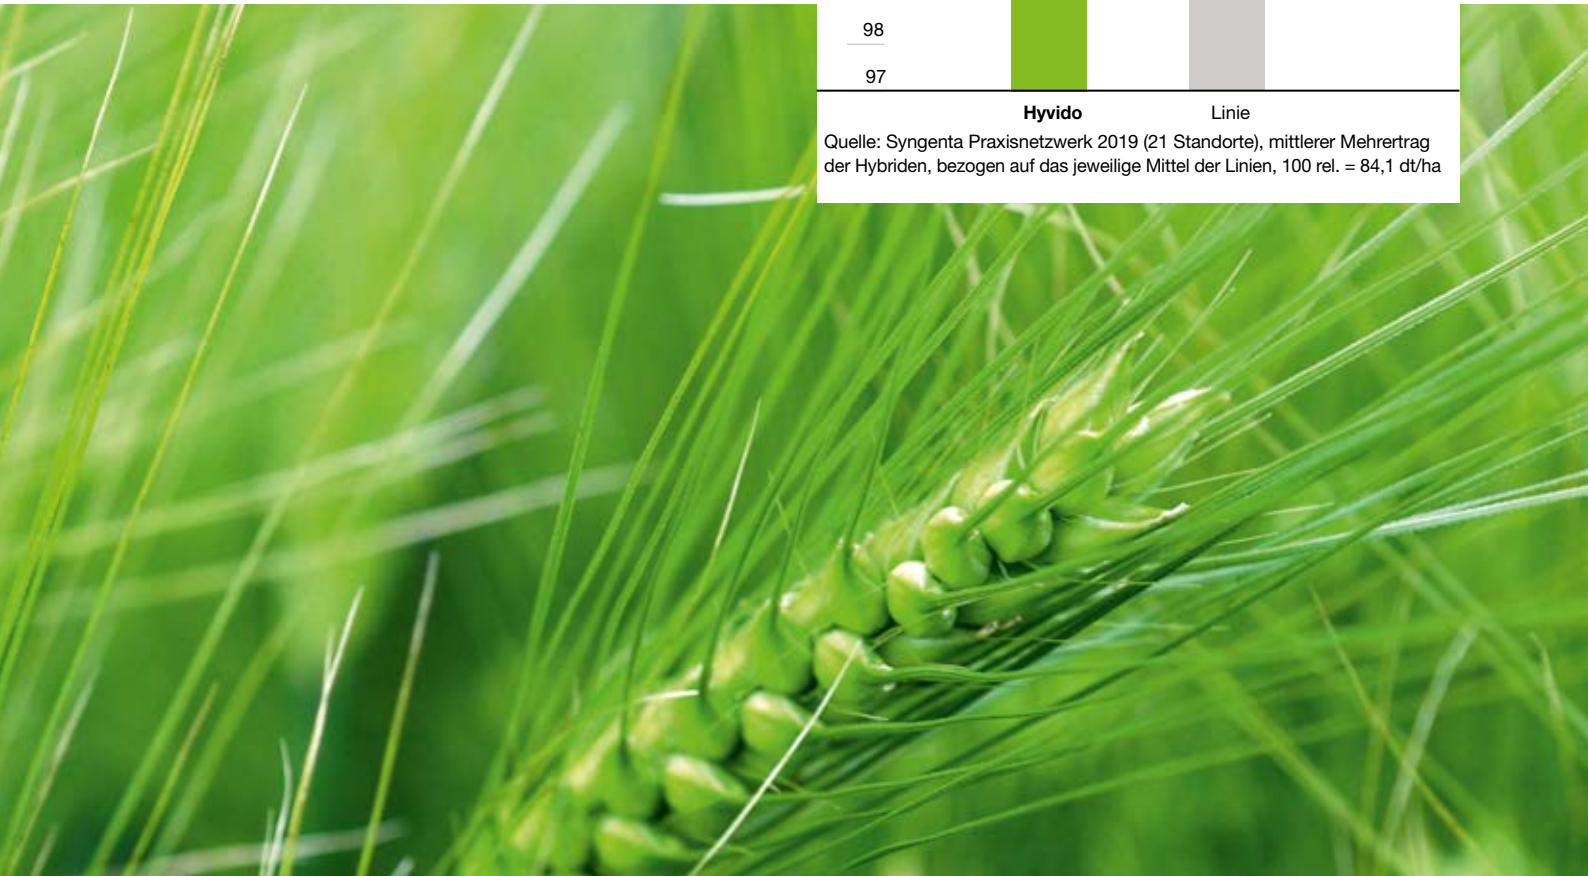 98
97
Hyvido Linie
Quelle: Syngenta Praxisnetzwerk 2019 (21 Standorte), mittlerer Mehrertrag
der Hybriden, bezogen auf das jeweilige Mittel der Linien, 100 rel. = 84,1 dt/ha